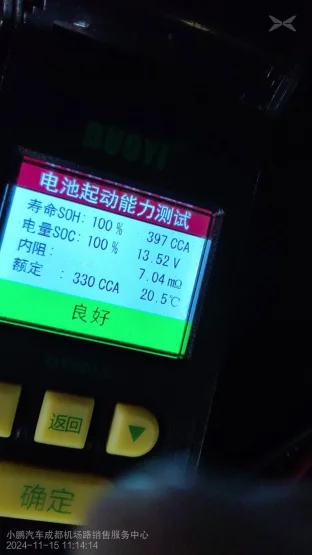 DUOYI
电池起动能力测试
寿命SOH: 100% 397 CCA
电量SOC: 100% 13.52 V
内阻: 7.04 mΩ
额定 : 330 CCA 20.5℃
良好
返回
确定
小鹏汽车成都机场路销售服务中心
2024-11-15 11:14:14